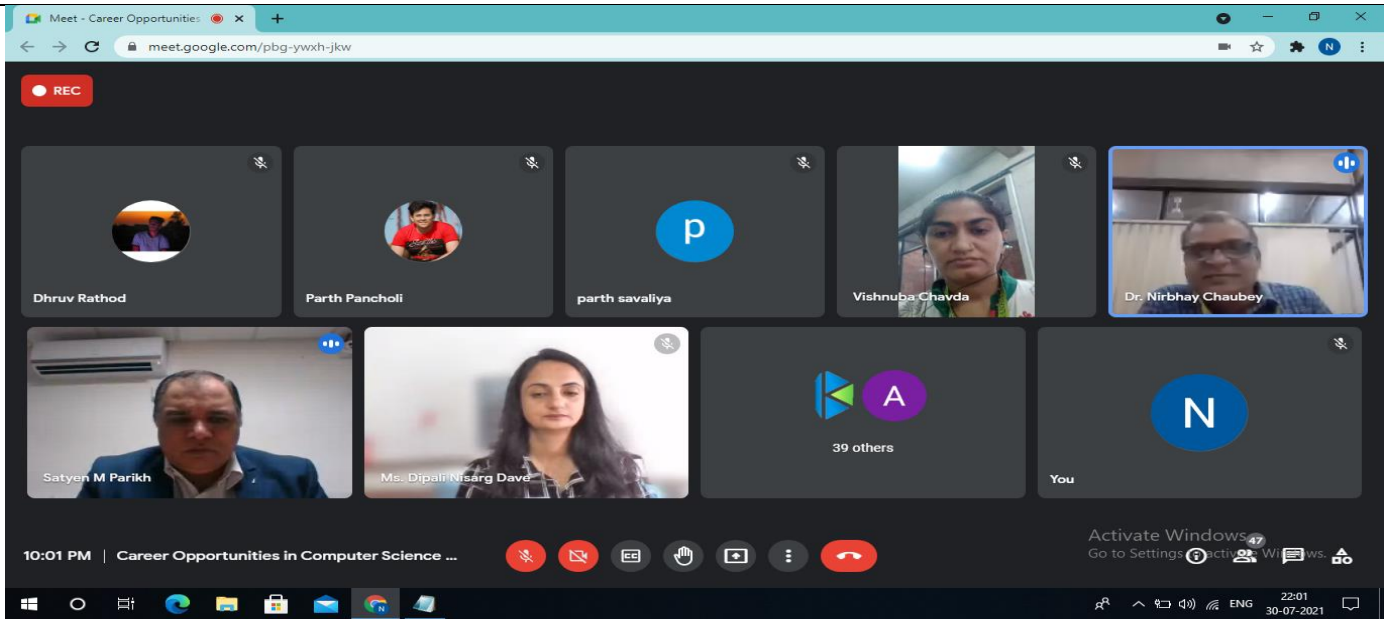 Meet - Career Opportunities
meet.google.com/pbg-ywxh-jkw
N
REC
Dhruv Rathod
Parth Pancholi
p
parth savaliya
Vishnuba Chavda
Dr. Nirbhay Chaubey
Satyen M Parikh
Ms. Dipali Nisarg Dave
A
39 others
N
You
10:01 PM | Career Opportunities in Computer Science ...
CC
47
Activate Windows
Go to Settings to activate Windows.
ENG
22:01
30-07-2021